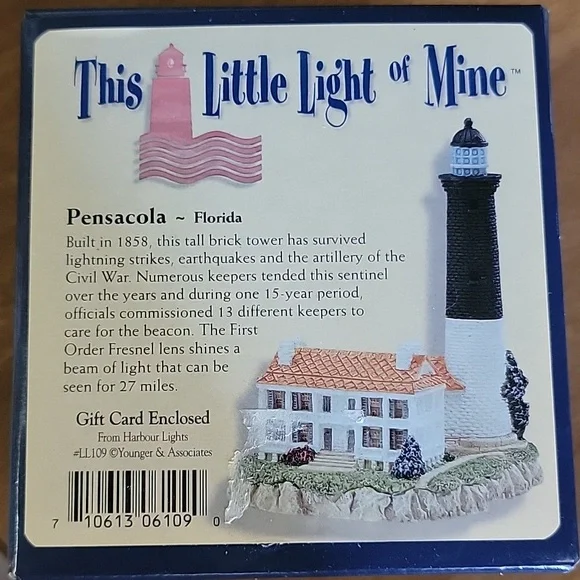 This Little Light of Mine™
Pensacola ~ Florida
Built in 1858, this tall brick tower has survived
lightning strikes, earthquakes and the artillery of the
Civil War. Numerous keepers tended this sentinel
over the years and during one 15-year period,
officials commissioned 13 different keepers to
care for the beacon. The First
Order Fresnel lens shines a
beam of light that can be
seen for 27 miles.
Gift Card Enclosed
From Harbour Lights
#LL109 ©Younger & Associates
7 10613 06109 0